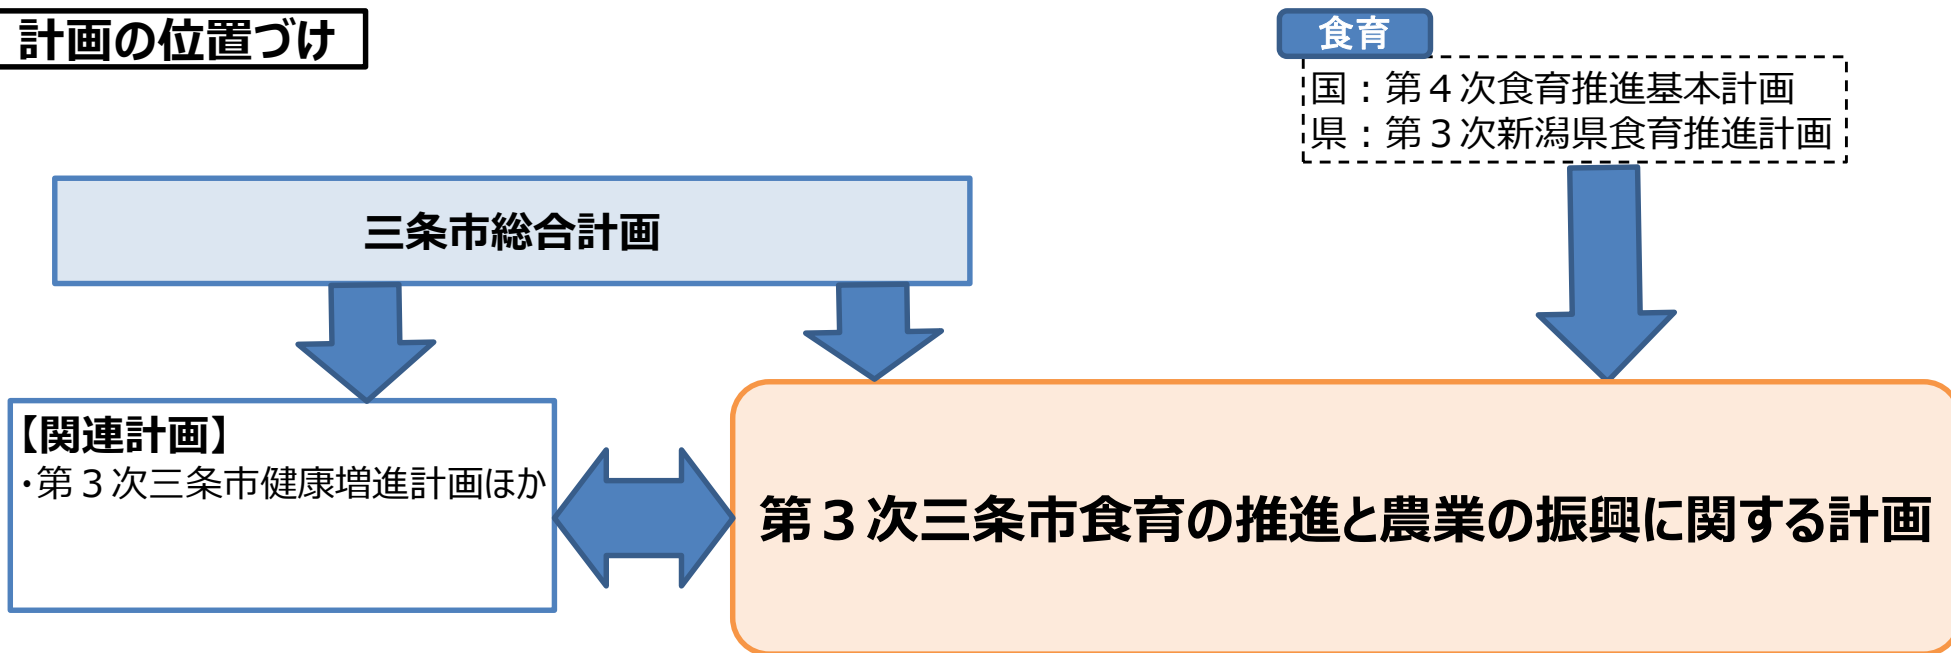 計画の位置づけ
食育
国：第４次食育推進基本計画
県：第３次新潟県食育推進計画
三条市総合計画
【関連計画】
・第３次三条市健康増進計画ほか
第３次三条市食育の推進と農業の振興に関する計画